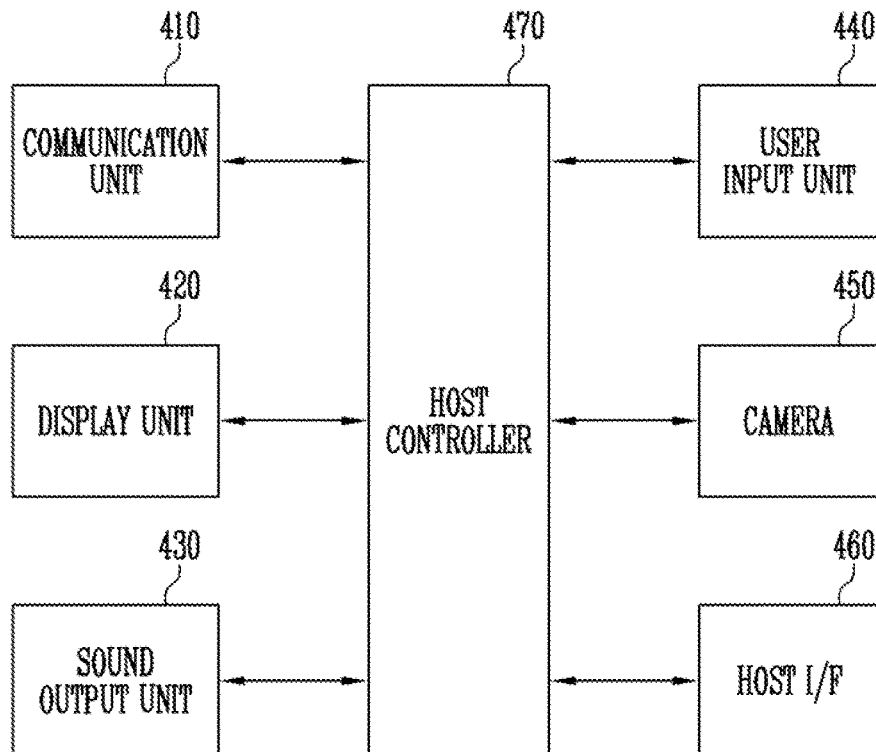 410
470
440
COMMUNICATION
UNIT
USER
INPUT UNIT
420
450
DISPLAY UNIT
HOST
CONTROLLER
CAMERA
430
460
SOUND
OUTPUT UNIT
HOST I/F